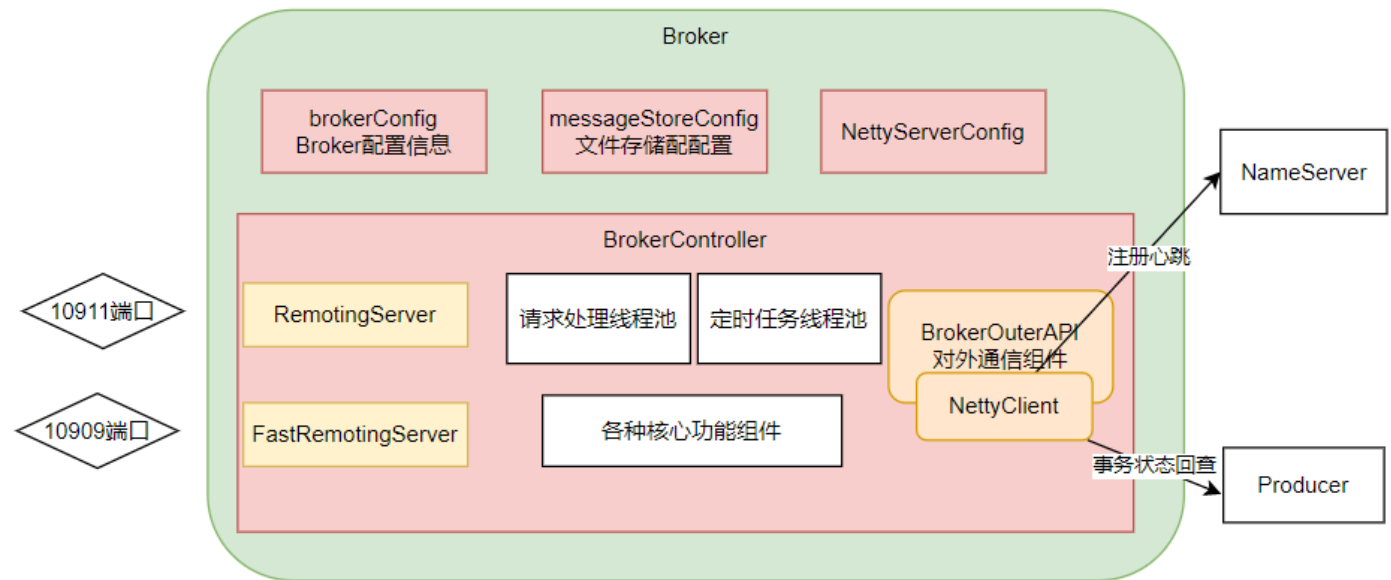 Broker
brokerConfig
Broker配置信息
messageStoreConfig
文件存储配配置
NettyServerConfig
NameServer
BrokerController
注册心跳
10911端口
RemotingServer
请求处理线程池
定时任务线程池
BrokerOuterAPI
对外通信组件
NettyClient
10909端口
FastRemotingServer
各种核心功能组件
事务状态回查
Producer